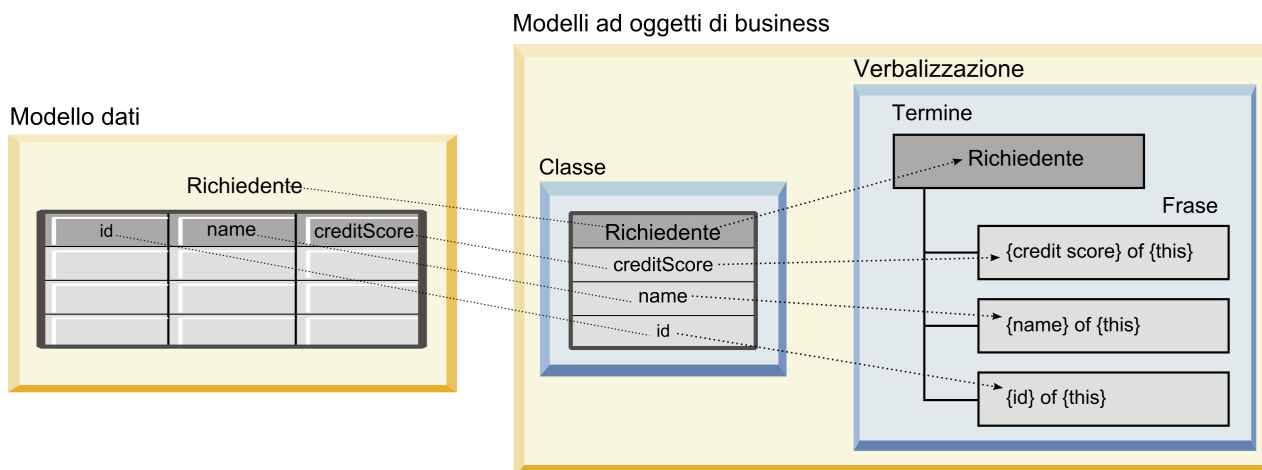 Modelli ad oggetti di business
Verbalizzazione
Modello dati
Termine
Richiedente
Classe
Richiedente
Frase
id name creditScore
Richiedente
creditScore
name
id
{credit score} of {this}
{name} of {this}
{id} of {this}